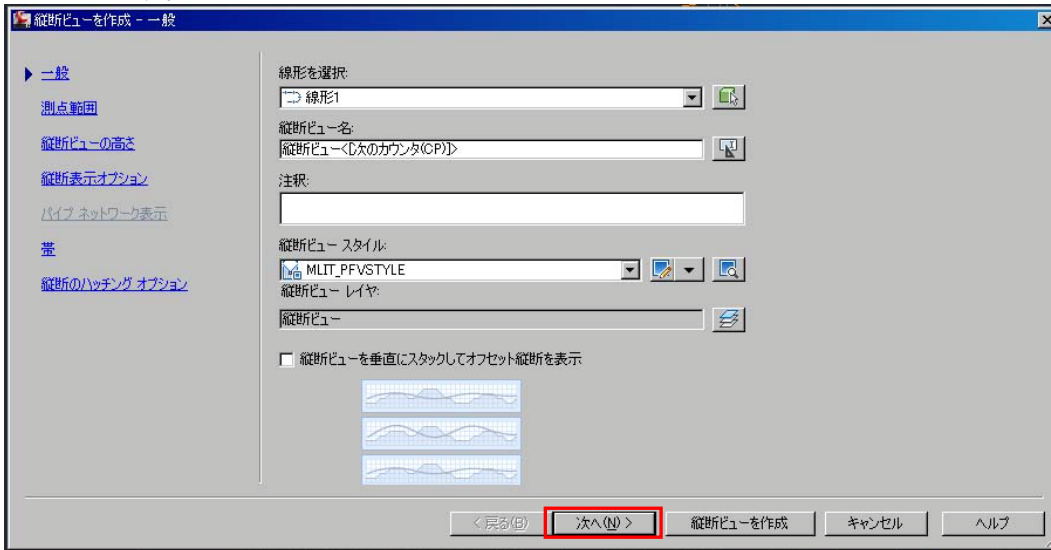 縦断ビューを作成 - 一般
一般
測点範囲
縦断ビューの高さ
縦断表示オプション
パイプ ネットワーク表示
帯
縦断のハッチング オプション
線形を選択:
線形1
縦断ビュー名:
縦断ビュー<[次のカウンタ(CP)]>
注釈:
縦断ビュー スタイル:
MLIT_PFVSTYLE
縦断ビュー レイヤ:
縦断ビュー
縦断ビューを垂直にスタックしてオフセット縦断を表示
< 戻る(B)
次へ(N) >
縦断ビューを作成
キャンセル
ヘルプ